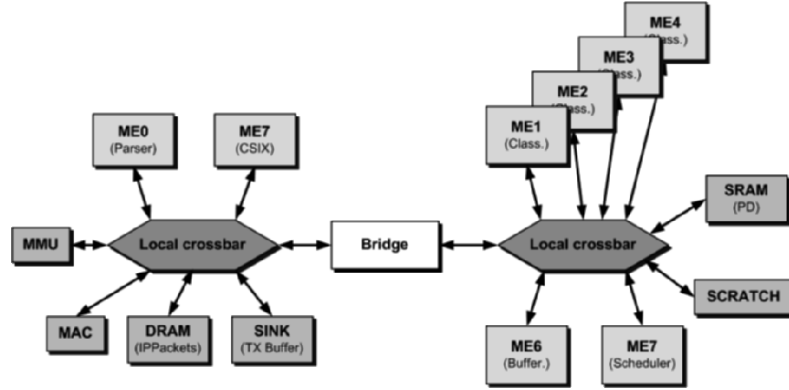 ME4
(Class.)
ME3
(Class.)
ME2
(Class.)
ME1
(Class.)
ME0
(Parser)
ME7
(CSIX)
SRAM
(PD)
MMU
Local crossbar
Bridge
Local crossbar
SCRATCH
MAC
DRAM
(IPPackets)
SINK
(TX Buffer)
ME6
(Buffer.)
ME7
(Scheduler)